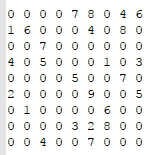 0 0 0 0 7 8 0 4 6
1 6 0 0 0 4 0 8 0
0 0 7 0 0 0 0 0 0
4 0 5 0 0 0 1 0 3
0 0 0 0 5 0 0 7 0
2 0 0 0 0 9 0 0 5
0 1 0 0 0 0 6 0 0
0 0 0 0 3 2 8 0 0
0 0 4 0 0 7 0 0 0